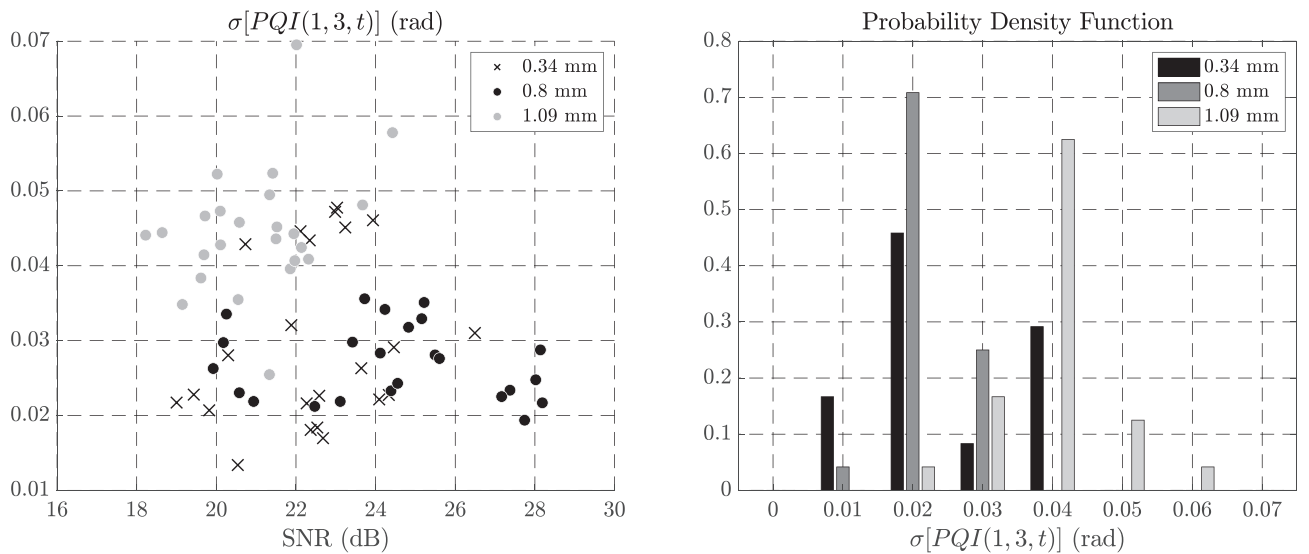 σ[PQI(1, 3, t)] (rad)
0.07
0.06
0.05
0.04
0.03
0.02
0.01
16 18 20 22 24 26 28 30
SNR (dB)
0.34 mm
0.8 mm
1.09 mm
Probability Density Function
0.8
0.7
0.6
0.5
0.4
0.3
0.2
0.1
0
0 0.01 0.02 0.03 0.04 0.05 0.06 0.07
σ[PQI(1, 3, t)] (rad)
0.34 mm
0.8 mm
1.09 mm